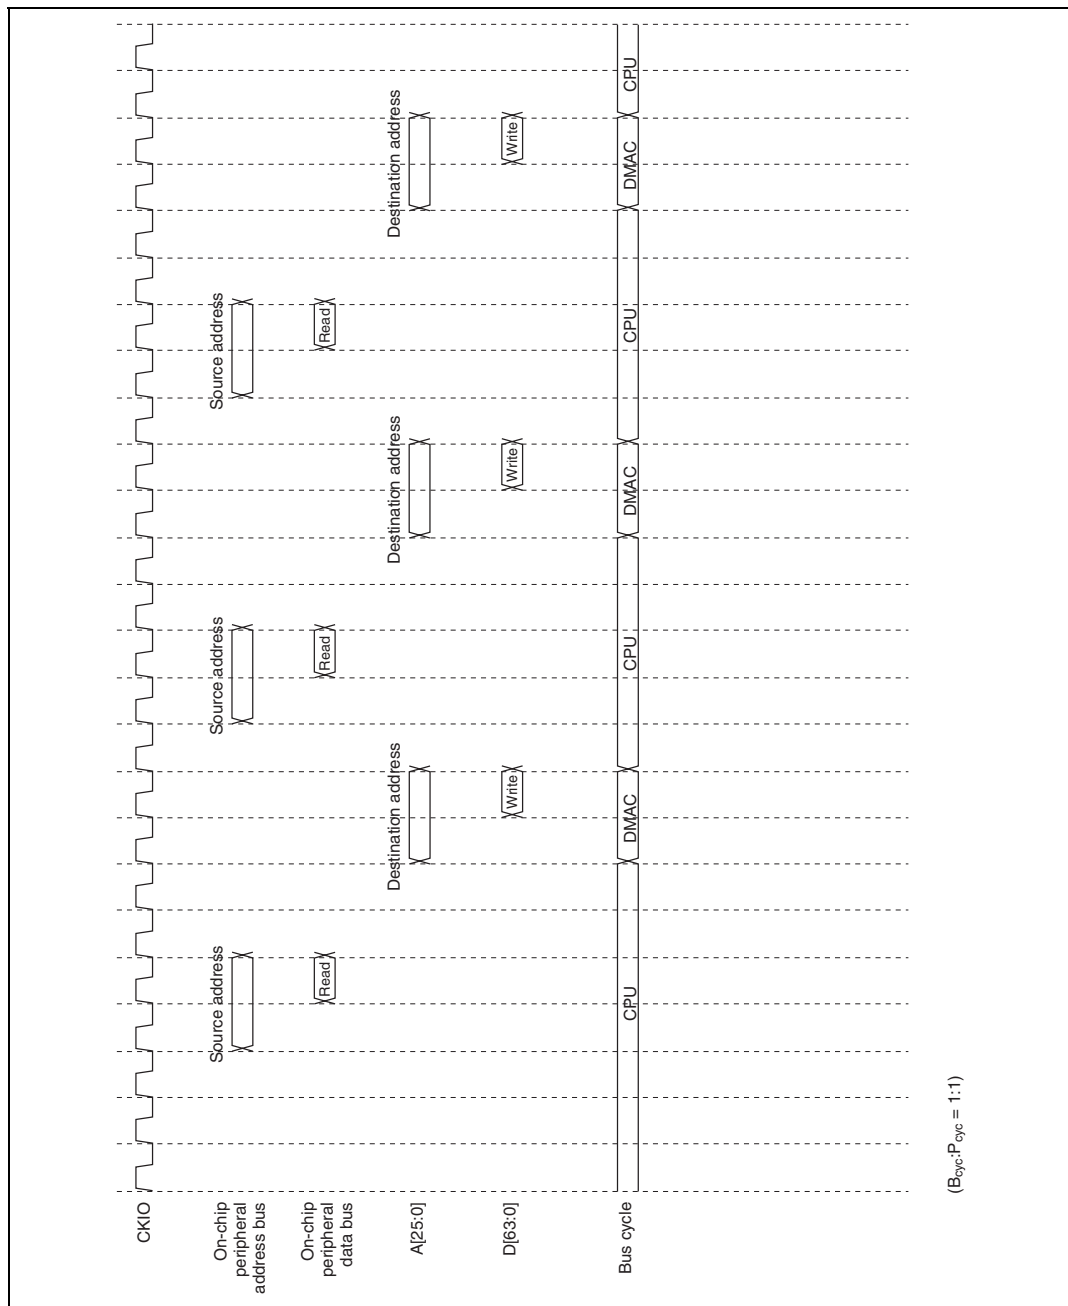 CKIO
On-chip
peripheral
address bus
Source address
Source address
Source address
On-chip
peripheral
data bus
Read
Read
Read
A[25:0]
Destination address
Destination address
Destination address
D[63:0]
Write
Write
Write
Bus cycle
CPU
DMAC
CPU
DMAC
CPU
DMAC
CPU
(Bcyc:Pcyc = 1:1)